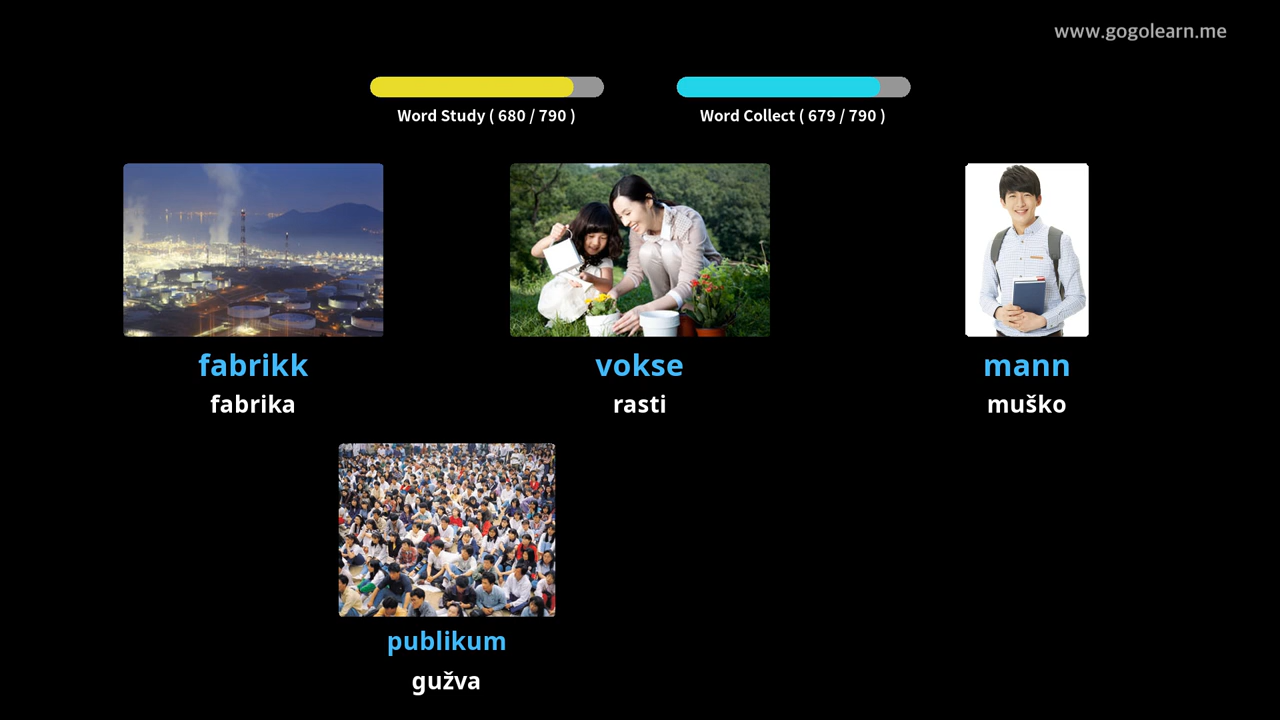 www.gogolearn.me
Word Study ( 680 / 790 )
Word Collect ( 679 / 790 )
fabrikk
fabrika
vokse
rasti
mann
muško
publikum
gužva